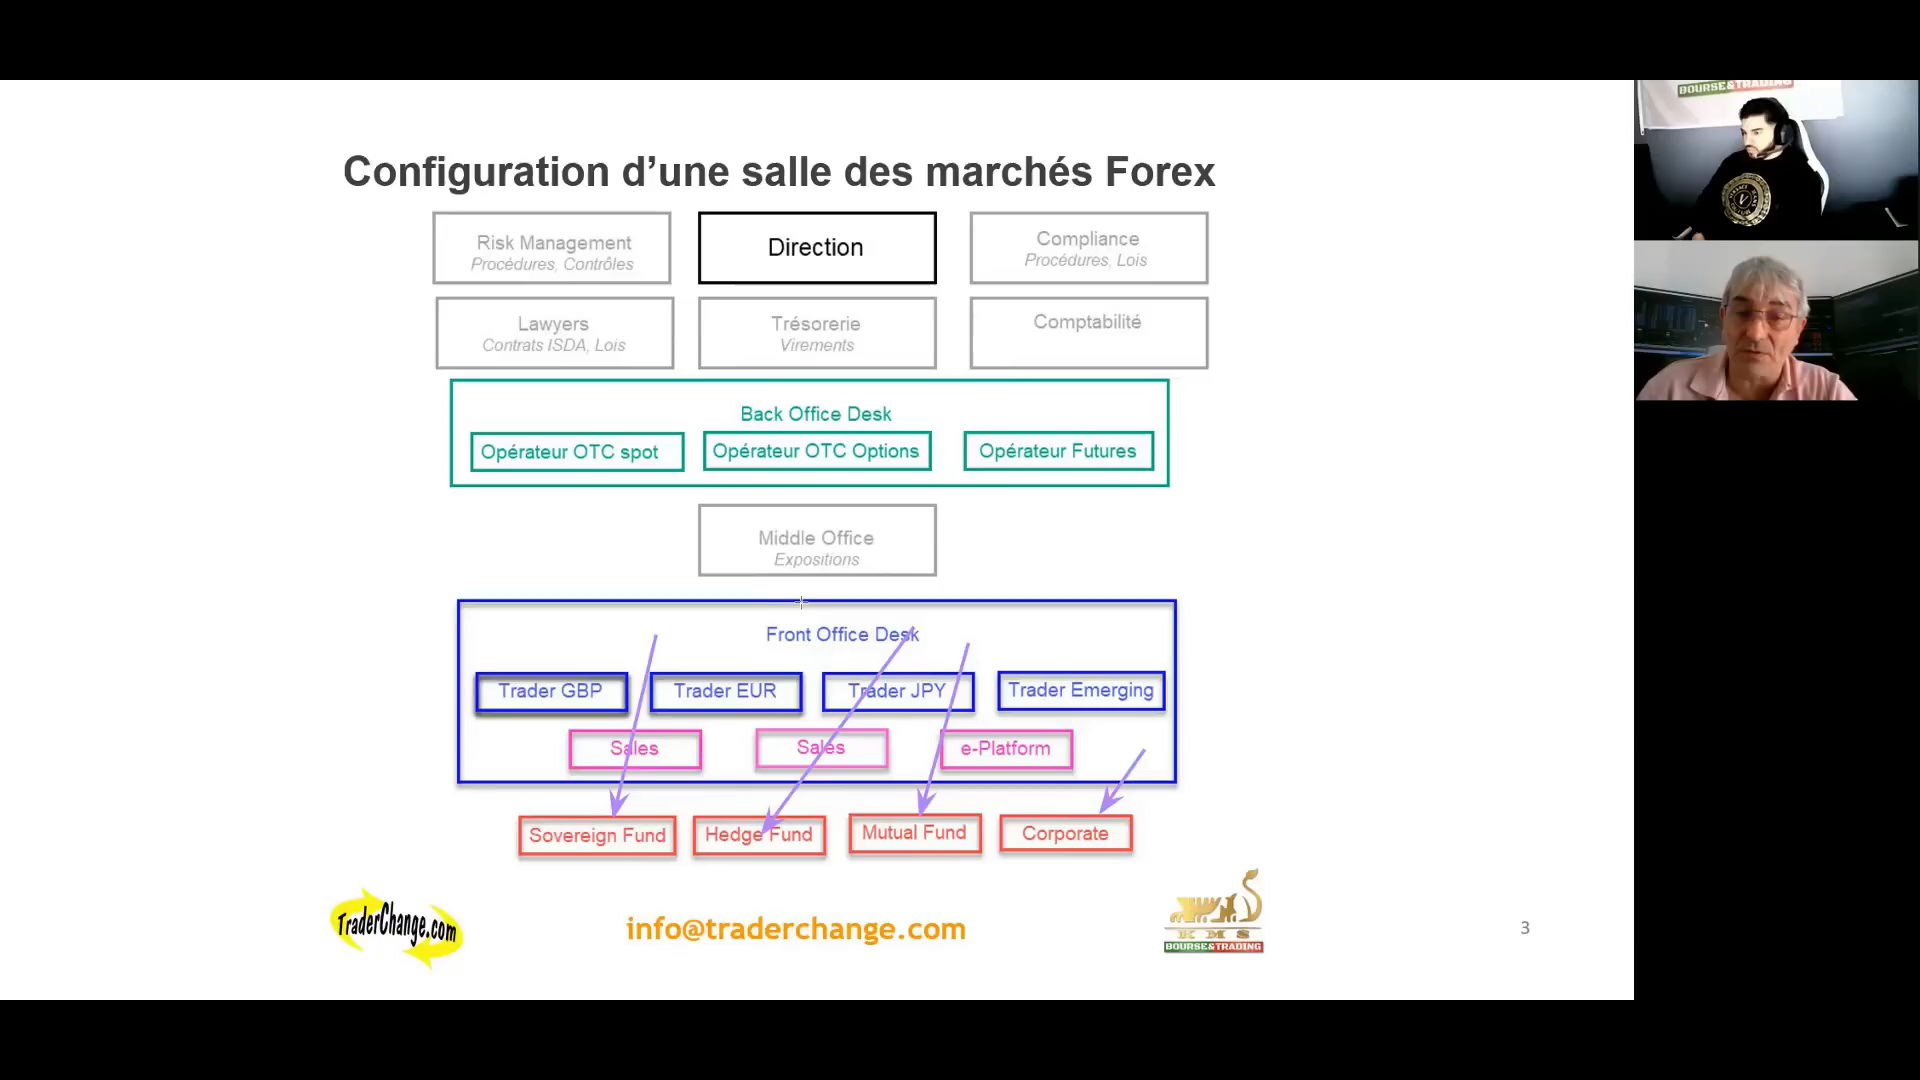 BOURSE&TRADING
Configuration d’une salle des marchés Forex
Risk Management
Procédures, Contrôles
Direction
Compliance
Procédures, Lois
Lawyers
Contrats ISDA, Lois
Trésorerie
Virements
Comptabilité
Back Office Desk
Opérateur OTC spot
Opérateur OTC Options
Opérateur Futures
Middle Office
Expositions
Front Office Desk
Trader GBP
Trader EUR
Trader JPY
Trader Emerging
Sales
Sales
e-Platform
Sovereign Fund
Hedge Fund
Mutual Fund
Corporate
TraderChange.com
info@traderchange.com
KMS
BOURSE&TRADING
3